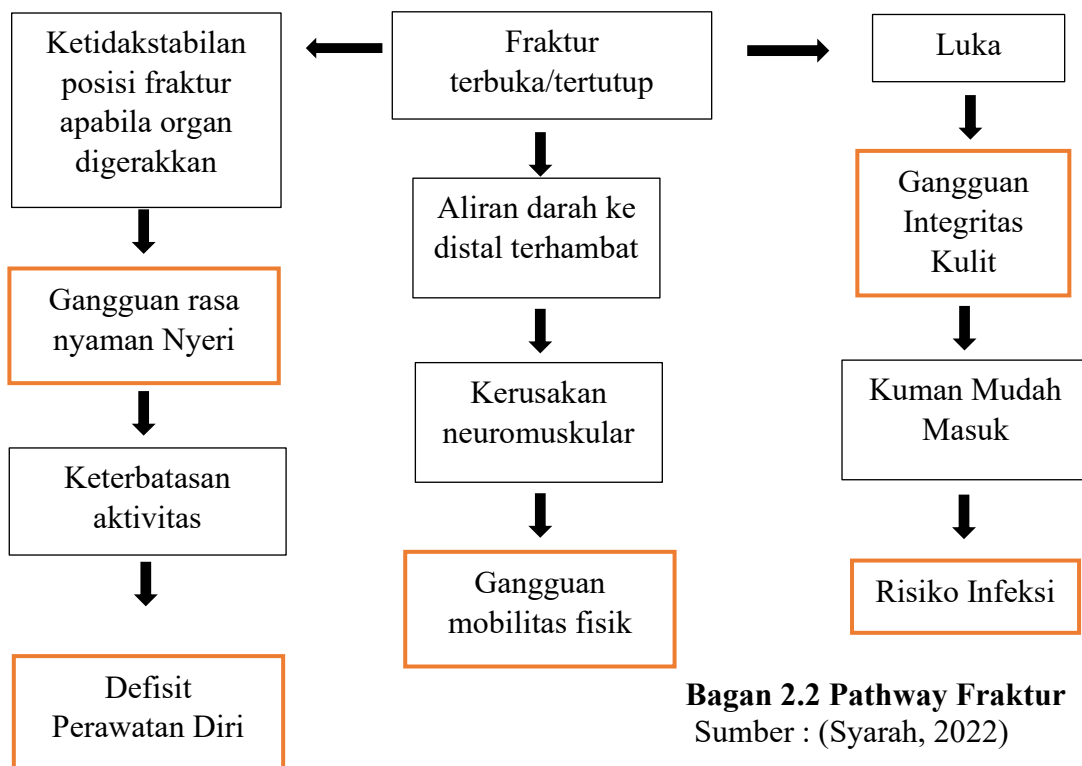 Ketidakstabilan
posisi fraktur
apabila organ
digerakkan
Gangguan rasa
nyaman Nyeri
Keterbatasan
aktivitas
Defisit
Perawatan Diri
Fraktur
terbuka/tertutup
Aliran darah ke
distal terhambat
Kerusakan
neuromuskular
Gangguan
mobilitas fisik
Luka
Gangguan
Integritas
Kulit
Kuman Mudah
Masuk
Risiko Infeksi
Bagan 2.2 Pathway Fraktur
Sumber : (Syarah, 2022)